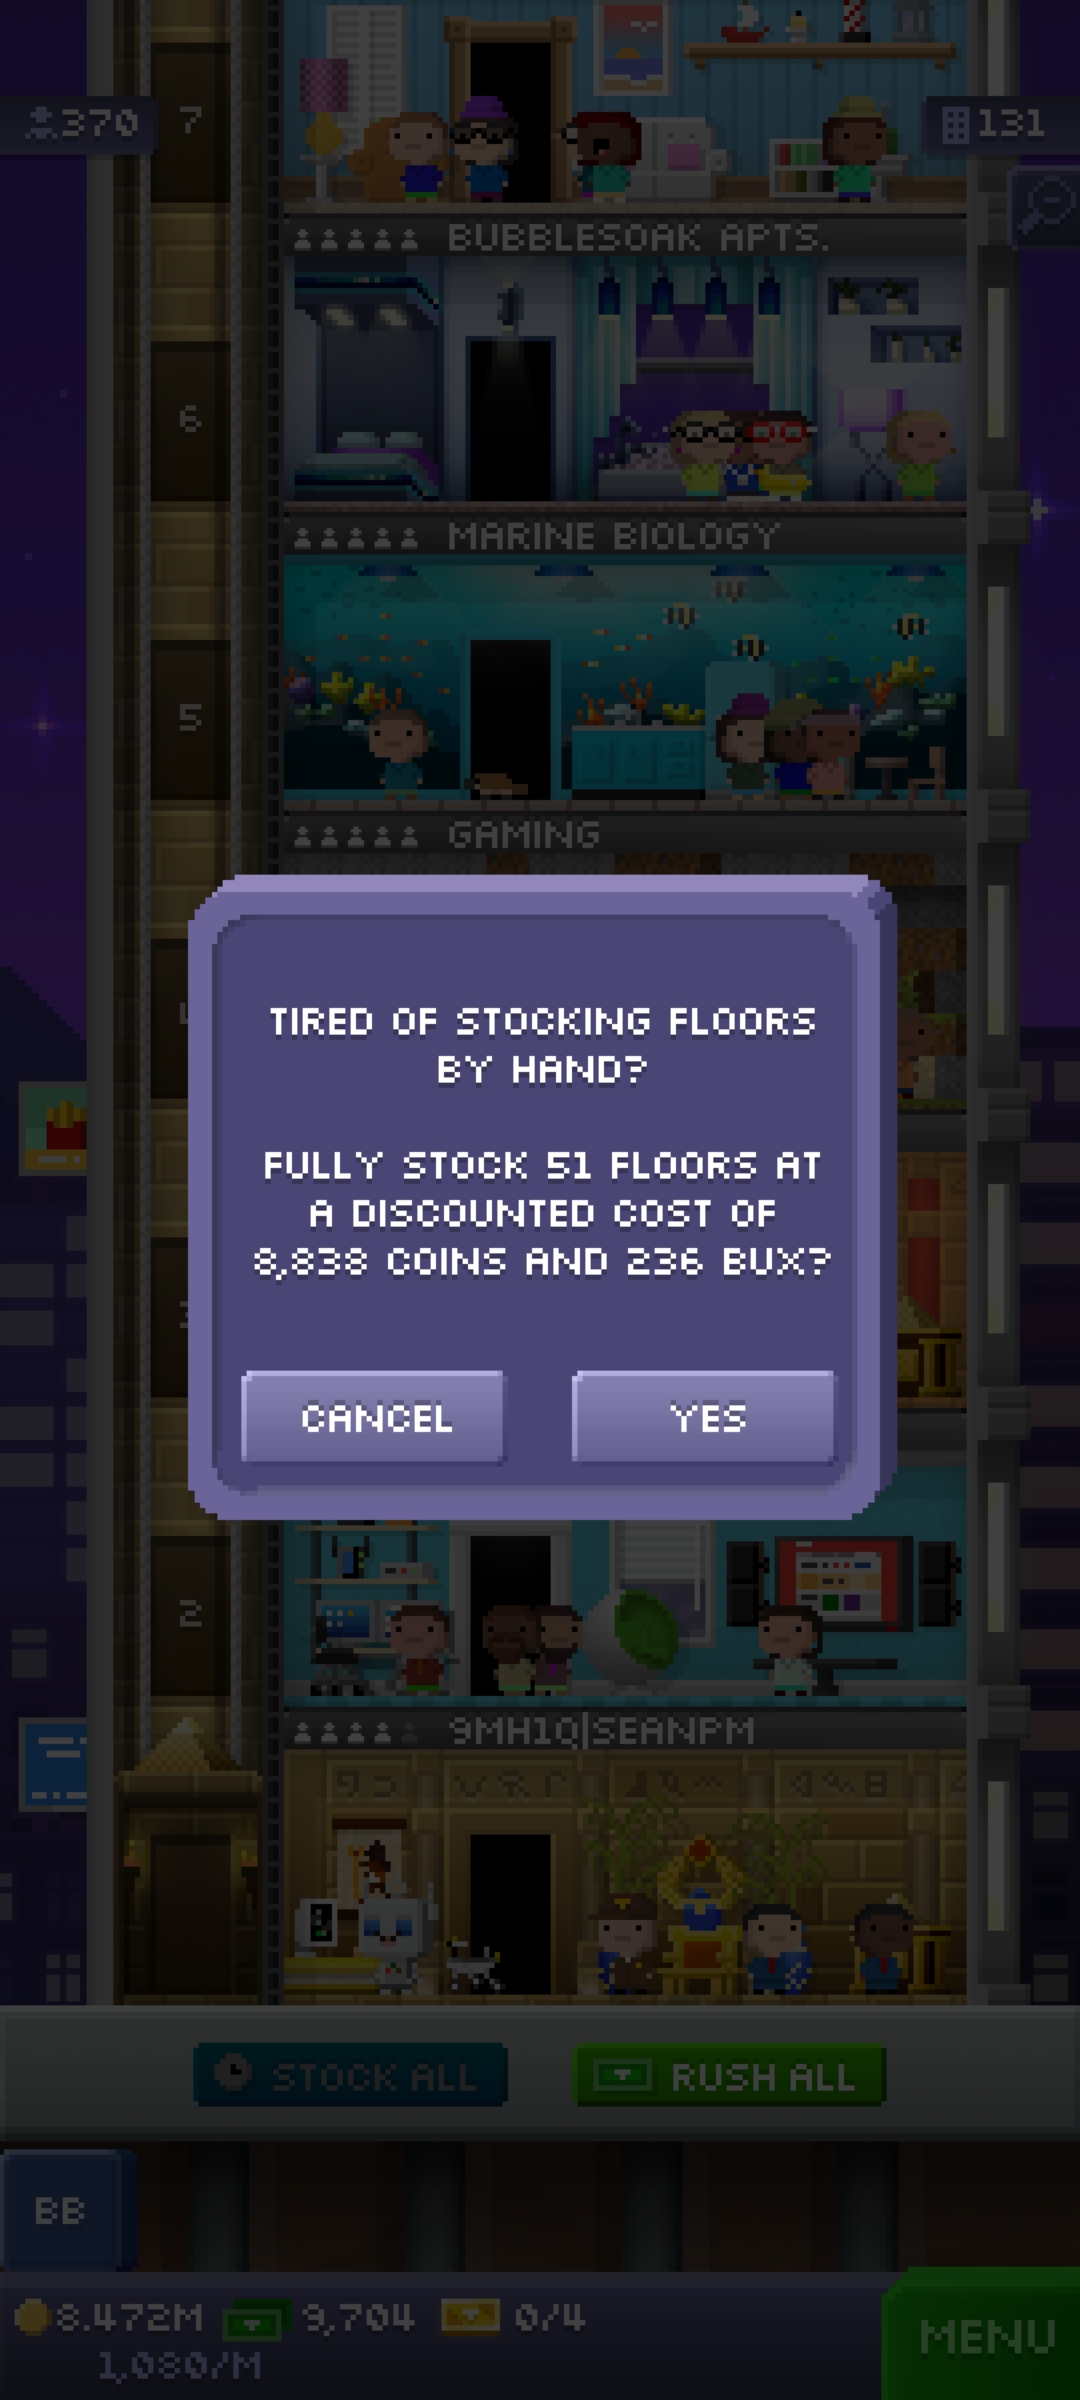 370
7
131
BUBBLESOAK APTS.
6
MARINE BIOLOGY
5
GAMING
TIRED OF STOCKING FLOORS
BY HAND?
FULLY STOCK 51 FLOORS AT
A DISCOUNTED COST OF
8,838 COINS AND 236 BUX?
CANCEL
YES
2
9MH1Q|SEANPM
STOCK ALL
RUSH ALL
BB
8.472M
9,704
0/4
MENU
1,080/M